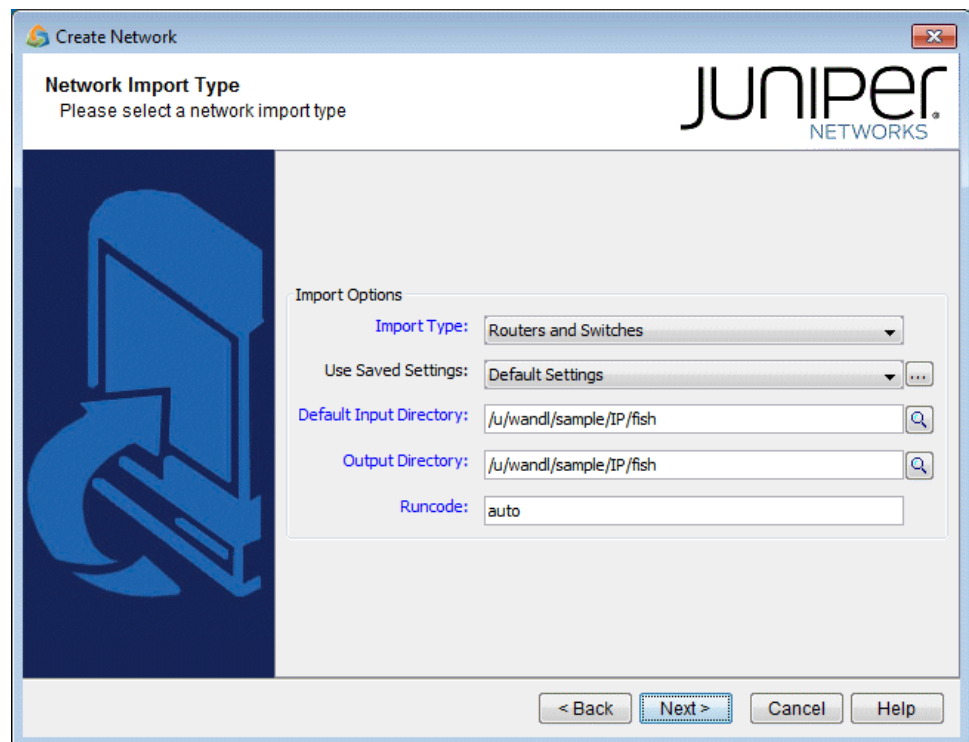 Create Network
Network Import Type
Please select a network import type
JUNIPER
NETWORKS
Import Options
Import Type: Routers and Switches
Use Saved Settings: Default Settings ...
Default Input Directory: /u/wandl/sample/IP/fish
Output Directory: /u/wandl/sample/IP/fish
Runcode: auto
< Back Next > Cancel Help